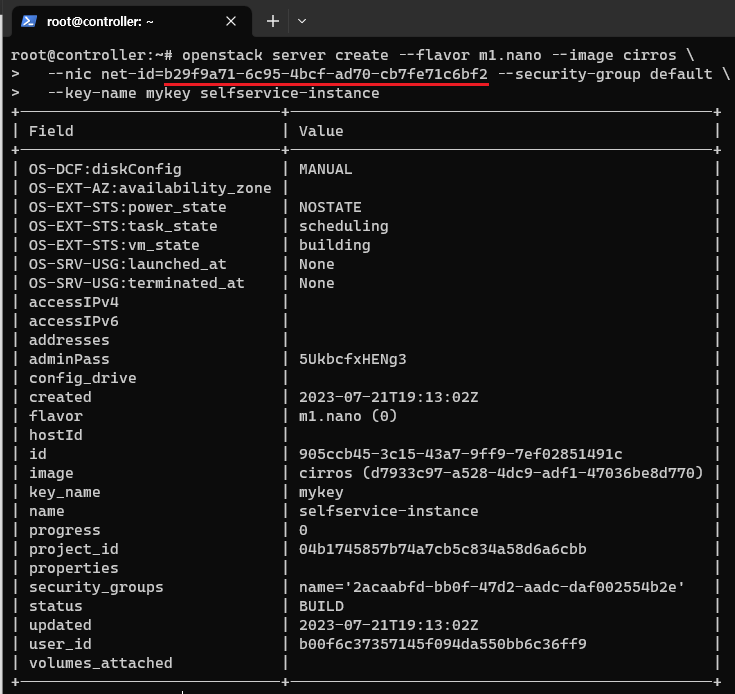 root@controller: ~
root@controller:~# openstack server create --flavor m1.nano --image cirros \
>   --nic net-id=b29f9a71-6c95-4bcf-ad70-cb7fe71c6bf2 --security-group default \
>   --key-name mykey selfservice-instance
+-----------------------------+-----------------------------------------------+
| Field                       | Value                                         |
+-----------------------------+-----------------------------------------------+
| OS-DCF:diskConfig           | MANUAL                                        |
| OS-EXT-AZ:availability_zone |                                               |
| OS-EXT-STS:power_state      | NOSTATE                                       |
| OS-EXT-STS:task_state       | scheduling                                    |
| OS-EXT-STS:vm_state         | building                                      |
| OS-SRV-USG:launched_at      | None                                          |
| OS-SRV-USG:terminated_at    | None                                          |
| accessIPv4                  |                                               |
| accessIPv6                  |                                               |
| addresses                   |                                               |
| adminPass                   | 5UkbcfxHENg3                                  |
| config_drive                |                                               |
| created                     | 2023-07-21T19:13:02Z                          |
| flavor                      | m1.nano (0)                                   |
| hostId                      |                                               |
| id                          | 905ccb45-3c15-43a7-9ff9-7ef02851491c          |
| image                       | cirros (d7933c97-a528-4dc9-adf1-47036be8d770) |
| key_name                    | mykey                                         |
| name                        | selfservice-instance                          |
| progress                    | 0                                             |
| project_id                  | 04b1745857b74a7cb5c834a58d6a6cbb              |
| properties                  |                                               |
| security_groups             | name='2acaabfd-bb0f-47d2-aadc-daf002554b2e'   |
| status                      | BUILD                                         |
| updated                     | 2023-07-21T19:13:02Z                          |
| user_id                     | b00f6c37357145f094da550bb6c36ff9              |
| volumes_attached            |                                               |
+-----------------------------+-----------------------------------------------+